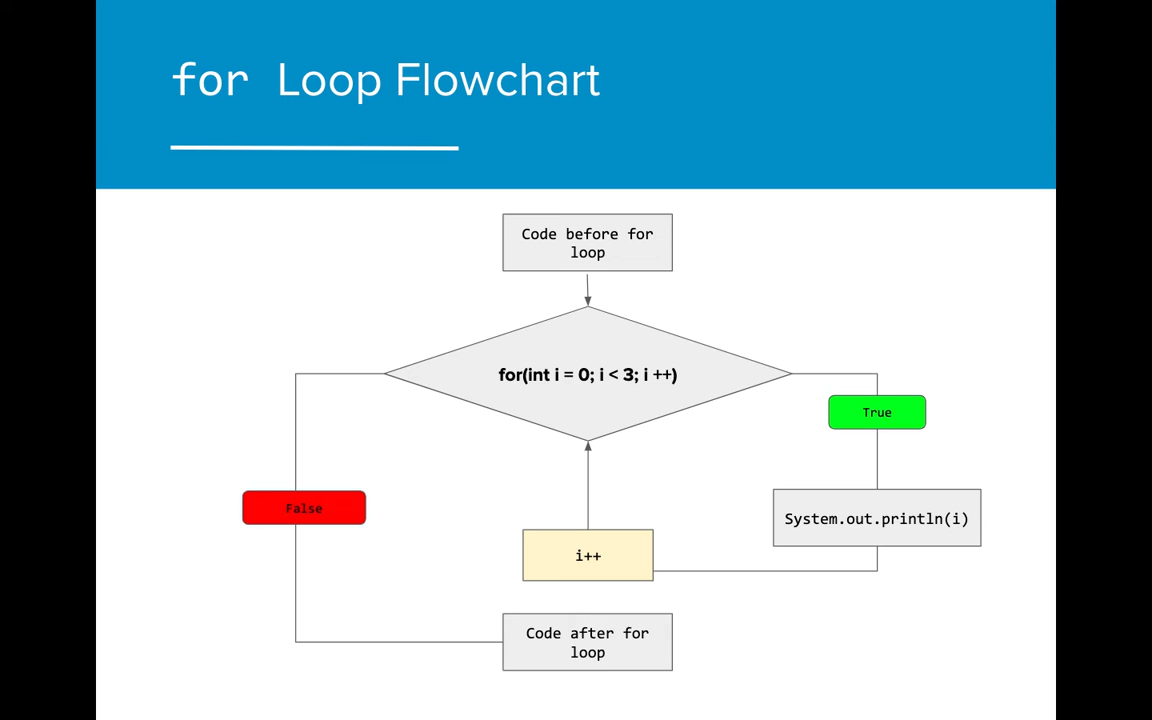 for Loop Flowchart
Code before for
loop
for(int i = 0; i < 3; i ++)
True
False
System.out.println(i)
i++
Code after for
loop